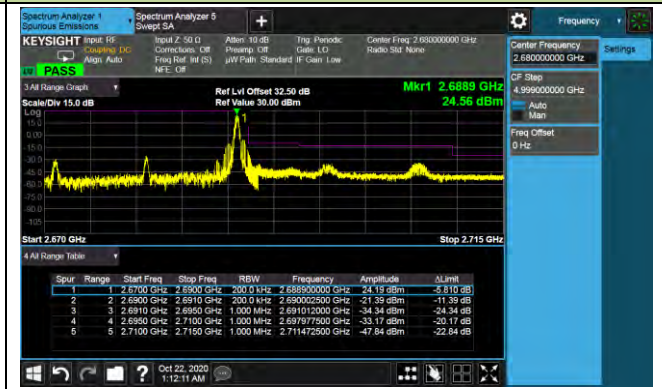 Spectrum Analyzer 1
Spurious Emissions
Spectrum Analyzer 5
Swept SA
Frequency
KEYSIGHT
Input: RF
Coupling: DC
Align: Auto
Input Z: 50 Ω
Corrections: Off
Freq Ref: Int (S)
NFE: Off
Atten: 10 dB
Preamp: Off
µW Path: Standard
Trig: Periodic
Gate: LO
IF Gain: Low
Center Freq: 2.680000000 GHz
Radio Std: None
PASS
Center Frequency
2.680000000 GHz
Settings
CF Step
4.999000000 GHz
Auto
Man
Freq Offset
0 Hz
3 All Range Graph
Scale/Div 15.0 dB
Ref Lvl Offset 32.50 dB
Ref Value 30.00 dBm
Mkr1 2.6889 GHz
24.56 dBm
Log
15.0
0.00
-15.0
-30.0
-45.0
-60.0
-75.0
-90.0
-105
1
Start 2.670 GHz
Stop 2.715 GHz
4 All Range Table
Spur Range Start Freq Stop Freq RBW Frequency Amplitude ΔLimit
1 1 2.6700 GHz 2.6900 GHz 200.0 kHz 2.688900000 GHz 24.19 dBm -5.810 dB
2 2 2.6900 GHz 2.6910 GHz 200.0 kHz 2.690002500 GHz -21.39 dBm -11.39 dB
3 3 2.6910 GHz 2.6950 GHz 1.000 MHz 2.691012000 GHz -34.34 dBm -24.34 dB
4 4 2.6950 GHz 2.7100 GHz 1.000 MHz 2.697977500 GHz -33.17 dBm -20.17 dB
5 5 2.7100 GHz 2.7150 GHz 1.000 MHz 2.711472500 GHz -47.84 dBm -22.84 dB
Oct 22, 2020
1:12:11 AM